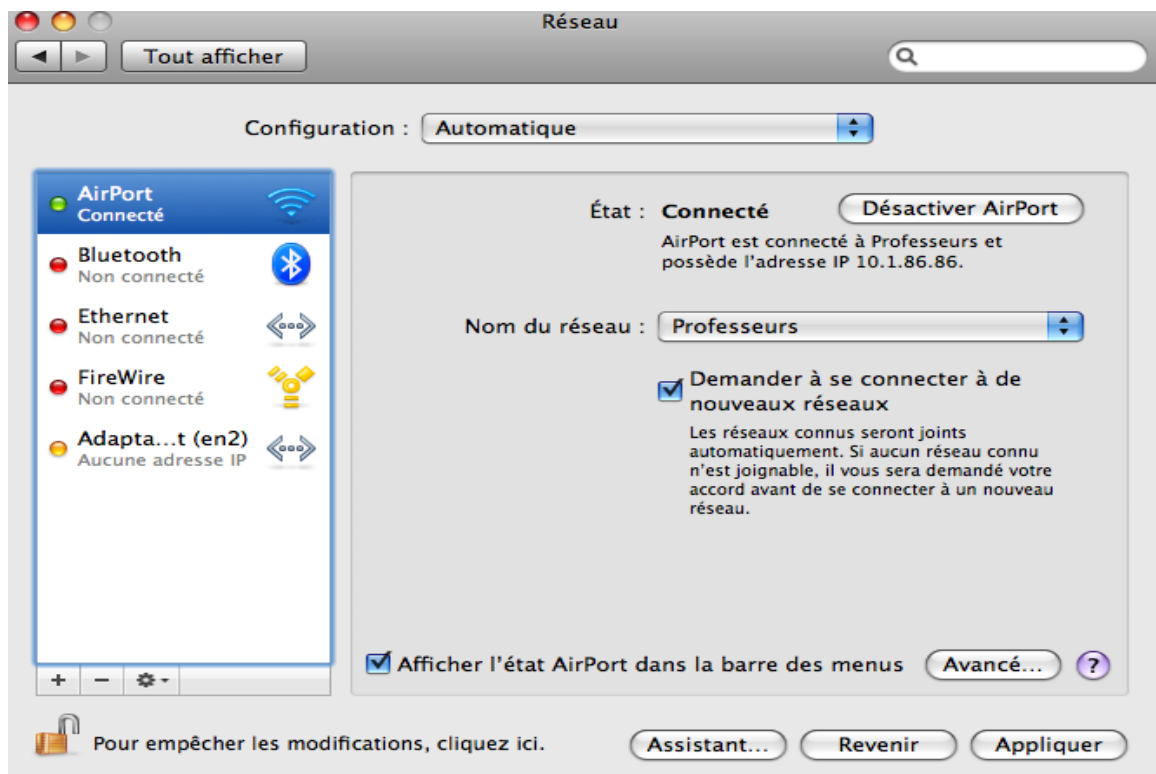 Réseau
Tout afficher
Configuration : Automatique
AirPort
Connecté
Bluetooth
Non connecté
Ethernet
Non connecté
FireWire
Non connecté
Adapta...t (en2)
Aucune adresse IP
État : Connecté
Désactiver AirPort
AirPort est connecté à Professeurs et
possède l'adresse IP 10.1.86.86.
Nom du réseau : Professeurs
Demander à se connecter à de
nouveaux réseaux
Les réseaux connus seront joints
automatiquement. Si aucun réseau connu
n'est joignable, il vous sera demandé votre
accord avant de se connecter à un nouveau
réseau.
Afficher l'état AirPort dans la barre des menus
Avancé...
?
Pour empêcher les modifications, cliquez ici.
Assistant...
Revenir
Appliquer